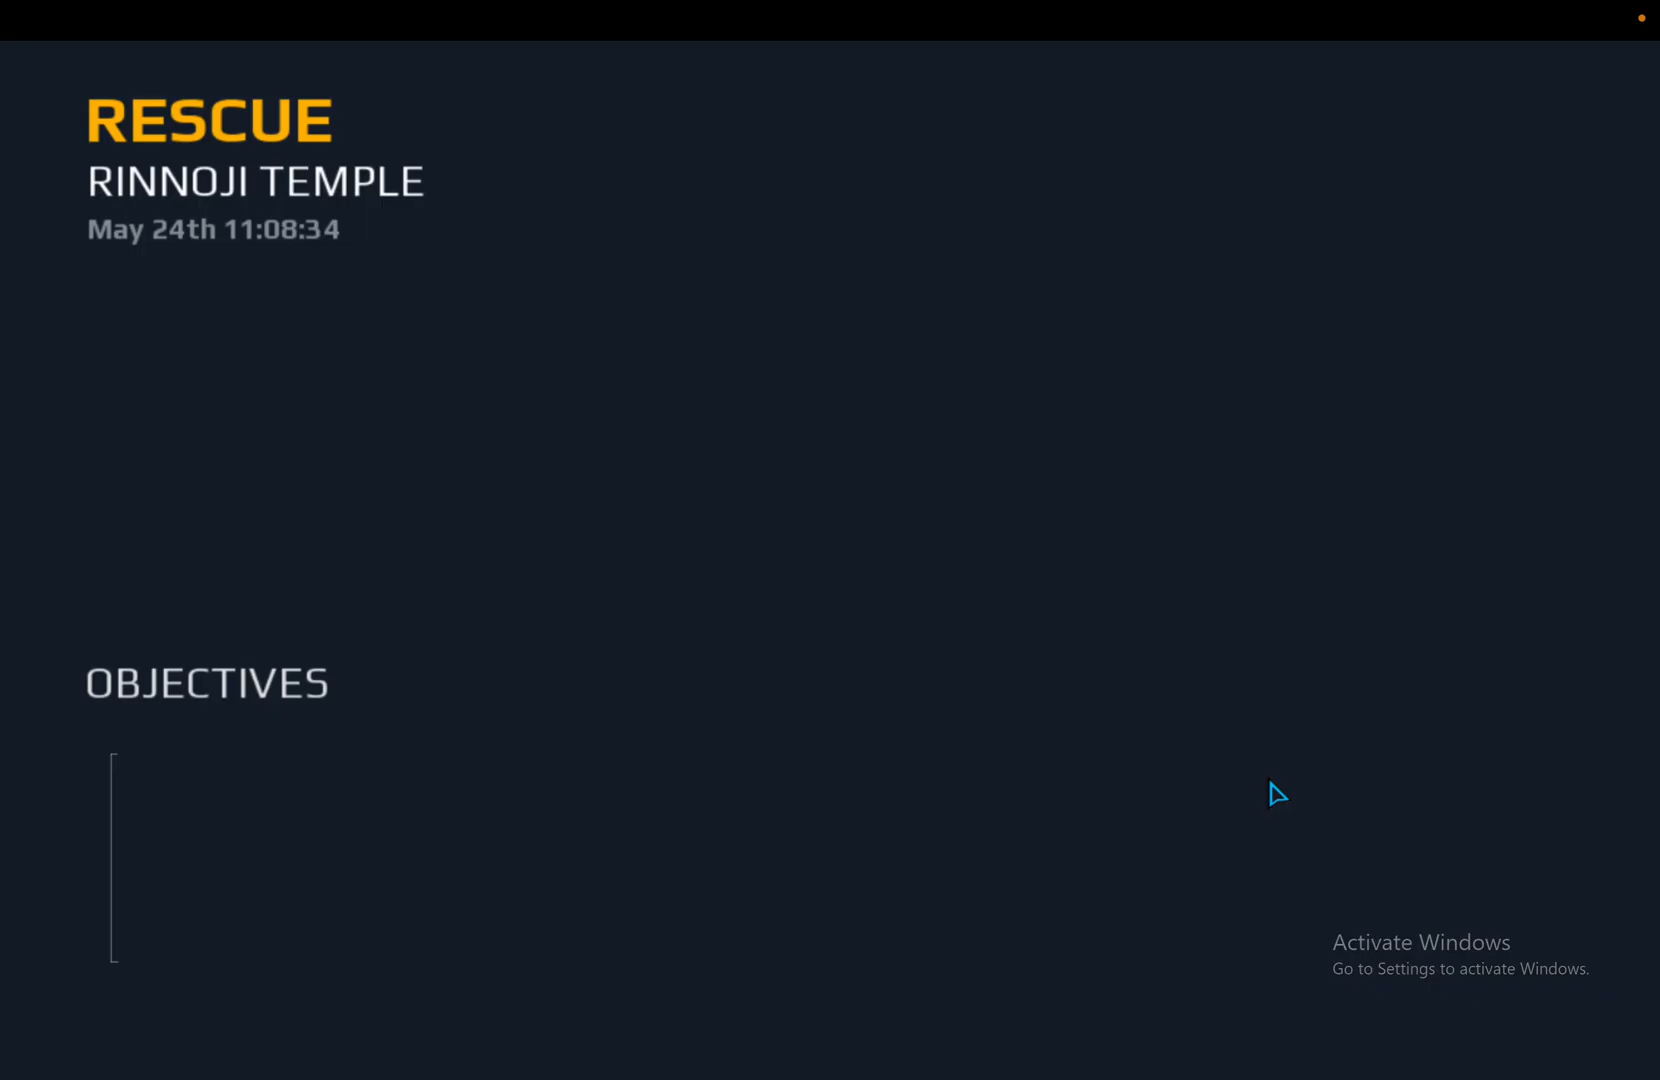 RESCUE
RINNOJI TEMPLE
May 24th 11:08:34
OBJECTIVES
Activate Windows
Go to Settings to activate Windows.